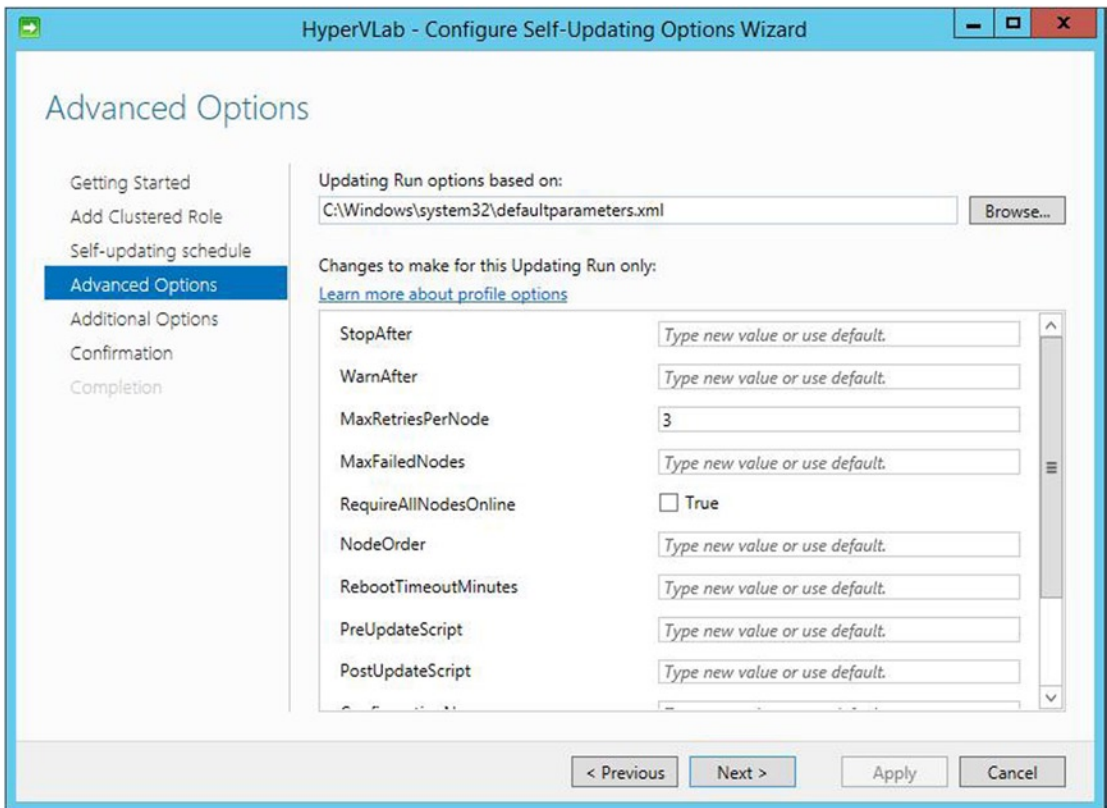 HyperVLab - Configure Self-Updating Options Wizard
Advanced Options
Getting Started
Add Clustered Role
Self-updating schedule
Advanced Options
Additional Options
Confirmation
Completion
Updating Run options based on:
C:\Windows\system32\defaultparameters.xml Browse...
Changes to make for this Updating Run only:
Learn more about profile options
StopAfter Type new value or use default.
WarnAfter Type new value or use default.
MaxRetriesPerNode 3
MaxFailedNodes Type new value or use default.
RequireAllNodesOnline True
NodeOrder Type new value or use default.
RebootTimeoutMinutes Type new value or use default.
PreUpdateScript Type new value or use default.
PostUpdateScript Type new value or use default.
< Previous Next > Apply Cancel